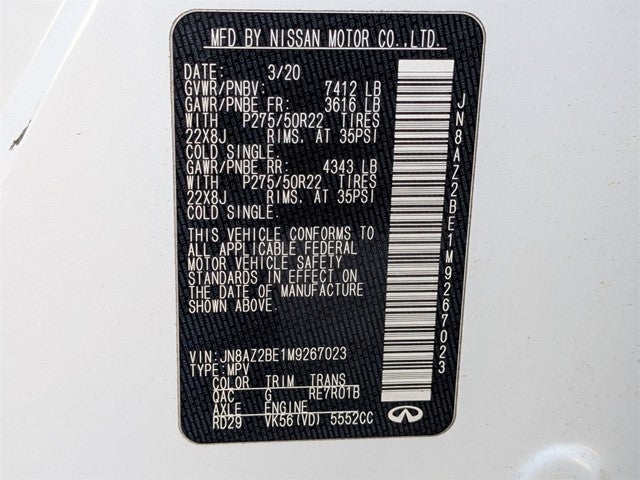 MFD BY NISSAN MOTOR CO.,LTD.
DATE: 3/20
GVWR/PNBV: 7412 LB
GAWR/PNBE FR: 3616 LB
WITH P275/50R22 TIRES
22X8J RIMS. AT 35PSI
COLD SINGLE.
GAWR/PNBE RR: 4343 LB
WITH P275/50R22 TIRES
22X8J RIMS. AT 35PSI
COLD SINGLE.
THIS VEHICLE CONFORMS TO
ALL APPLICABLE FEDERAL
MOTOR VEHICLE SAFETY
STANDARDS IN EFFECT ON
THE DATE OF MANUFACTURE
SHOWN ABOVE.
VIN:JN8AZ2BE1M9267023
TYPE:MPV
COLOR TRIM TRANS
QAC G RE7R01B
AXLE ENGINE
RD29 VK56(VD) 5552CC
JN8AZ2BE1M9267023